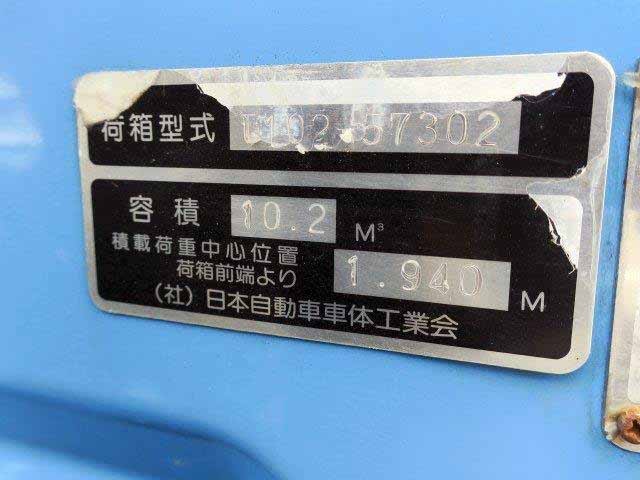 荷箱型式 57302
容積 10.2 M³
積載荷重中心位置
荷箱前端より 1.940 M
(社)日本自動車車体工業会